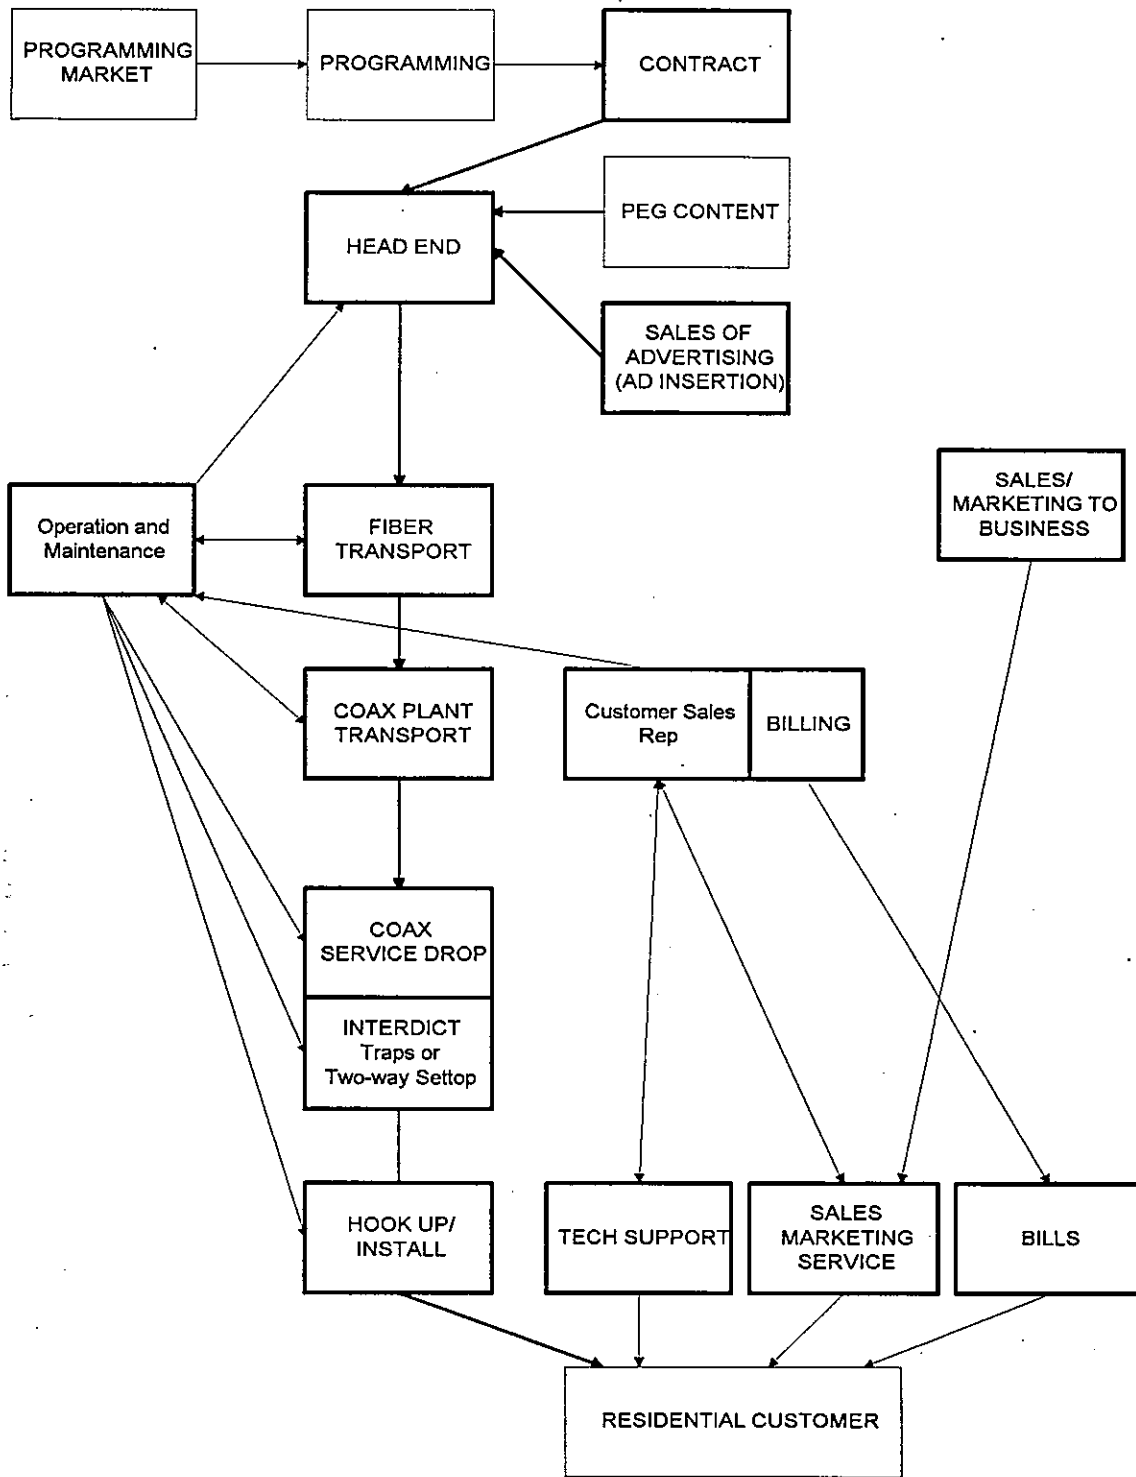 PROGRAMMING
MARKET
PROGRAMMING
CONTRACT
PEG CONTENT
HEAD END
SALES OF
ADVERTISING
(AD INSERTION)
SALES/
MARKETING TO
BUSINESS
Operation and
Maintenance
FIBER
TRANSPORT
COAX PLANT
TRANSPORT
Customer Sales
Rep
BILLING
COAX
SERVICE DROP
INTERDICT
Traps or
Two-way Settop
HOOK UP/
INSTALL
TECH SUPPORT
SALES
MARKETING
SERVICE
BILLS
RESIDENTIAL CUSTOMER